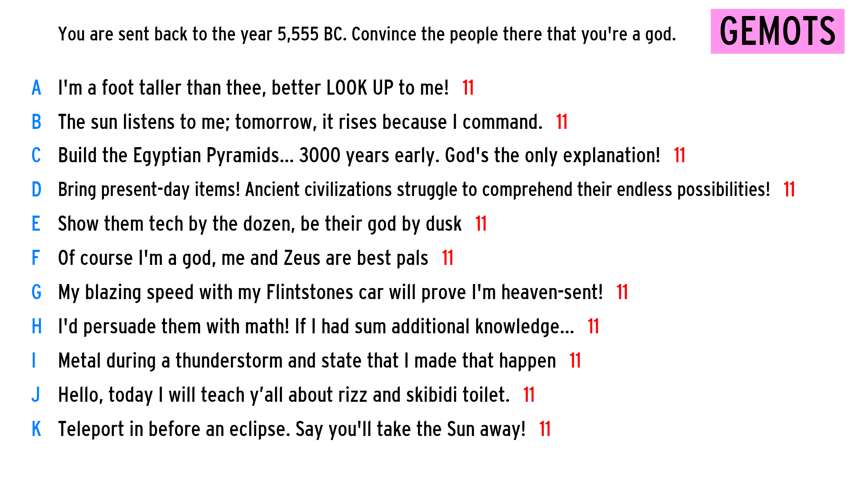 You are sent back to the year 5,555 BC. Convince the people there that you're a god.
GEMOTS
A I'm a foot taller than thee, better LOOK UP to me! 11
B The sun listens to me; tomorrow, it rises because I command. 11
C Build the Egyptian Pyramids... 3000 years early. God's the only explanation! 11
D Bring present-day items! Ancient civilizations struggle to comprehend their endless possibilities! 11
E Show them tech by the dozen, be their god by dusk 11
F Of course I'm a god, me and Zeus are best pals 11
G My blazing speed with my Flintstones car will prove I'm heaven-sent! 11
H I'd persuade them with math! If I had sum additional knowledge... 11
I Metal during a thunderstorm and state that I made that happen 11
J Hello, today I will teach y’all about rizz and skibidi toilet. 11
K Teleport in before an eclipse. Say you'll take the Sun away! 11